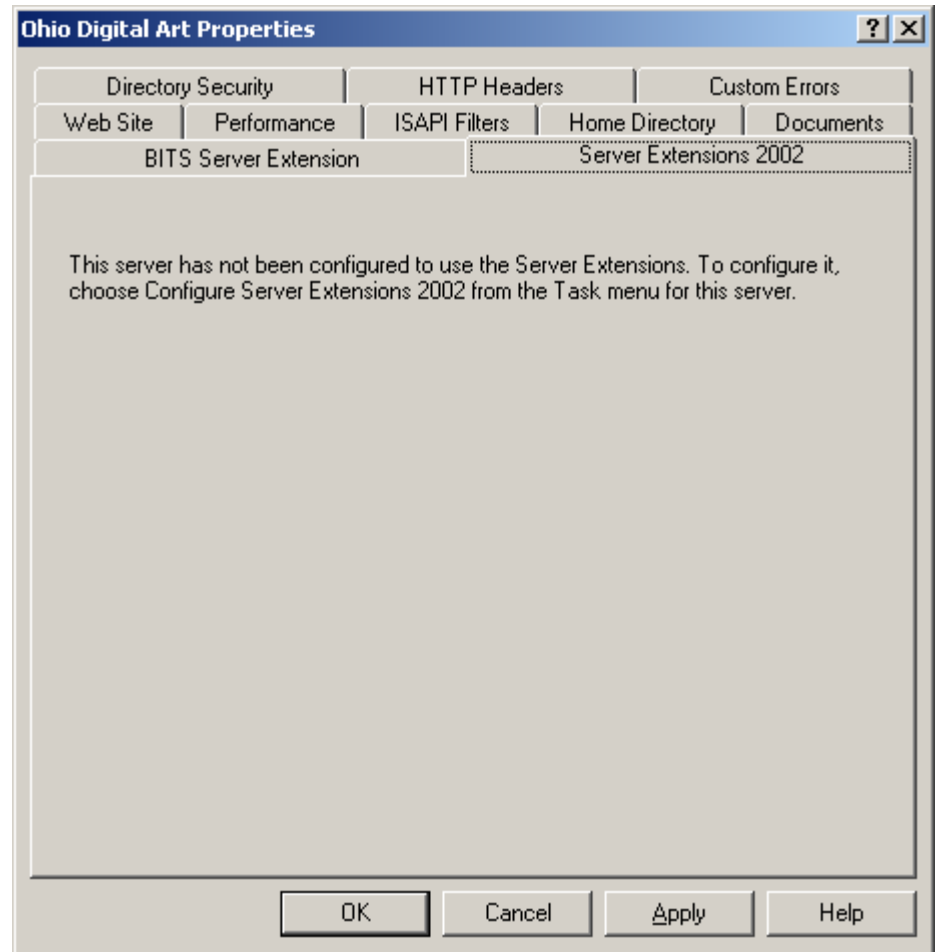 Ohio Digital Art Properties
Directory Security HTTP Headers Custom Errors
Web Site Performance ISAPI Filters Home Directory Documents
BITS Server Extension Server Extensions 2002
This server has not been configured to use the Server Extensions. To configure it,
choose Configure Server Extensions 2002 from the Task menu for this server.
OK Cancel Apply Help